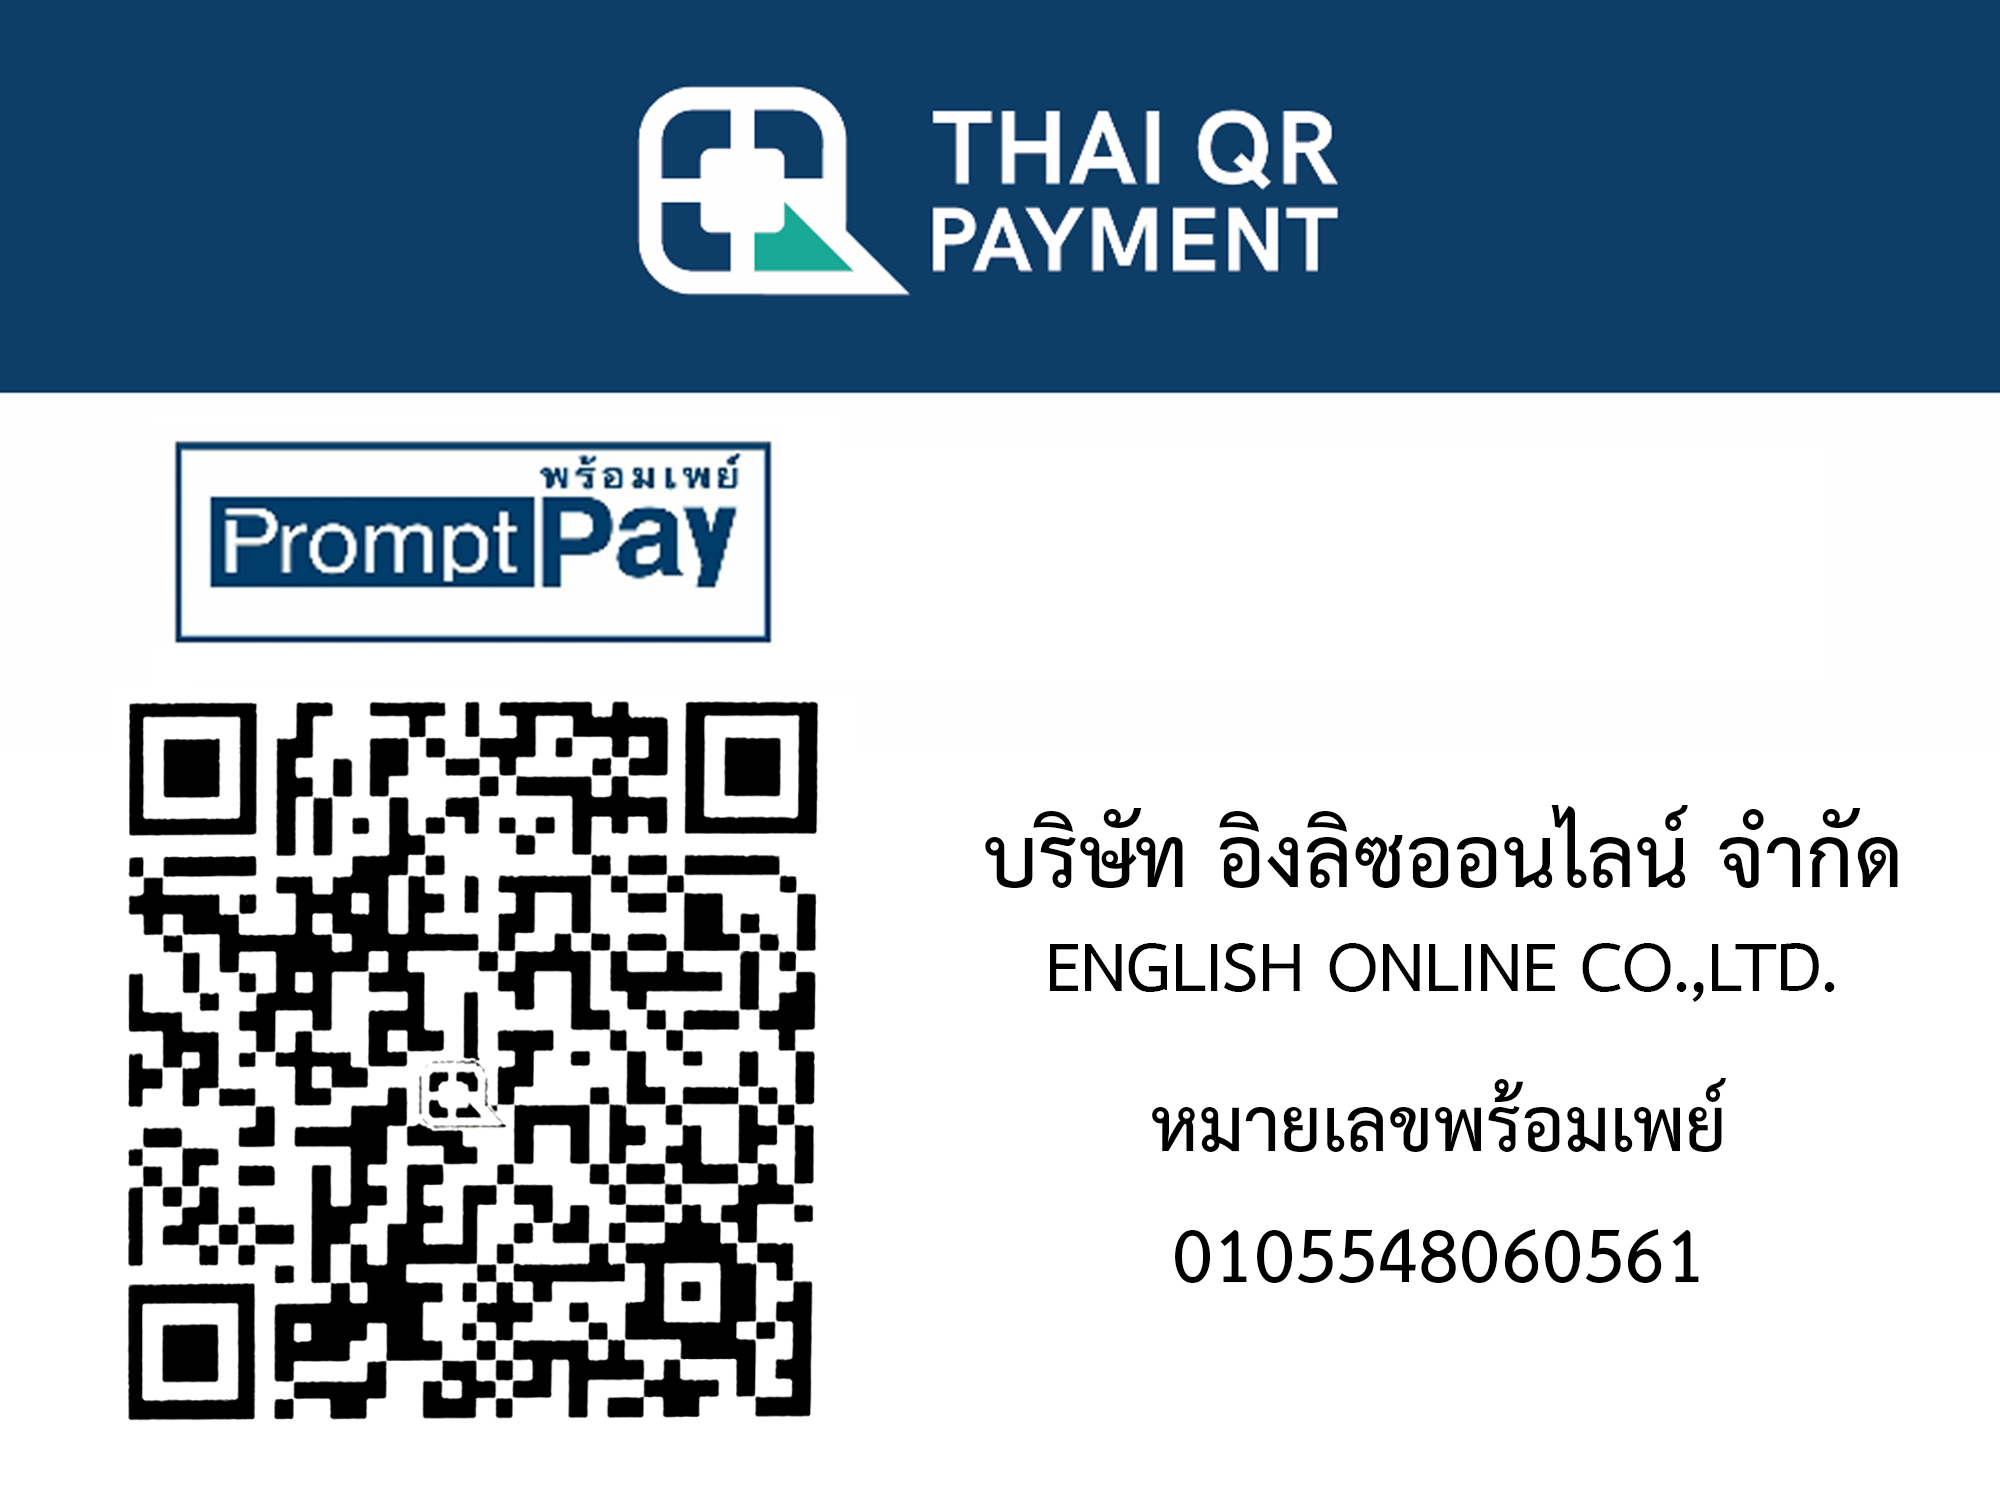 THAI QR
PAYMENT
พร้อมเพย์
Prompt Pay
บริษัท อิงลิซออนไลน์ จำกัด
ENGLISH ONLINE CO.,LTD.
หมายเลขพร้อมเพย์
0105548060561